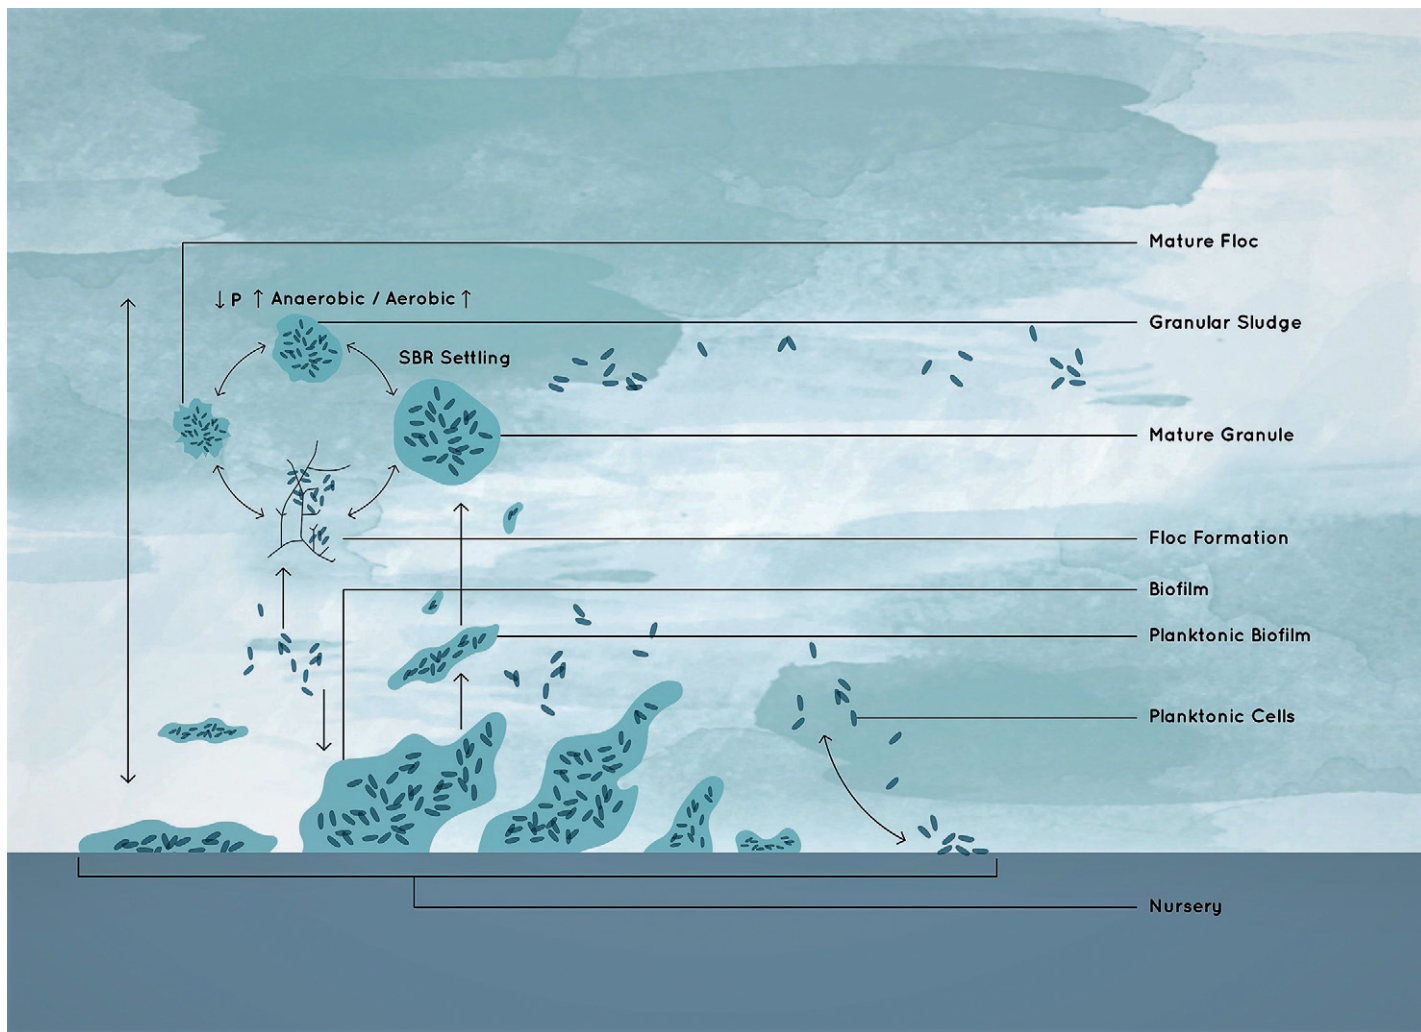 Mature Floc
↓ P ↑ Anaerobic / Aerobic ↑
Granular Sludge
SBR Settling
Mature Granule
Floc Formation
Biofilm
Planktonic Biofilm
Planktonic Cells
Nursery